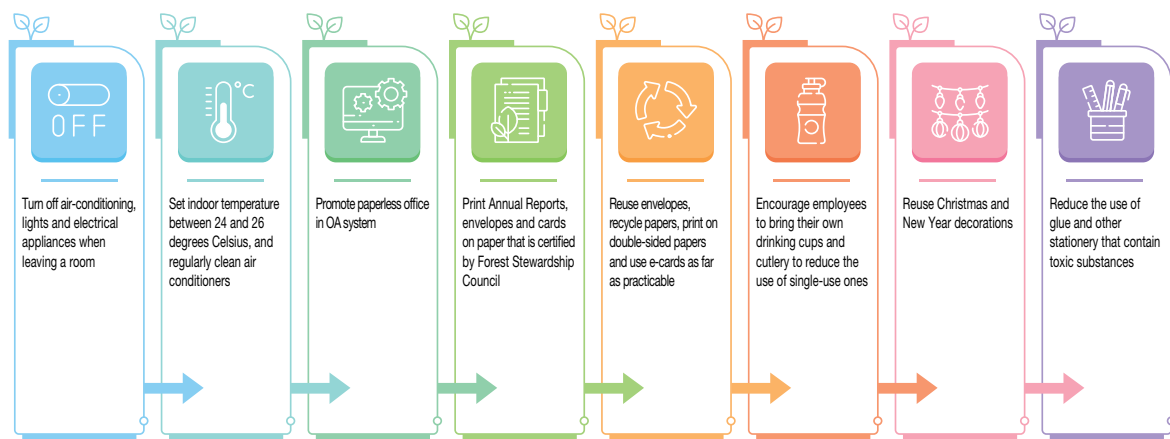 OFF
Turn off air-conditioning,
lights and electrical
appliances when
leaving a room
°C
Set indoor temperature
between 24 and 26
degrees Celsius, and
regularly clean air
conditioners
Promote paperless office
in OA system
Print Annual Reports,
envelopes and cards
on paper that is certified
by Forest Stewardship
Council
Reuse envelopes,
recycle papers, print on
double-sided papers
and use e-cards as far
as practicable
Encourage employees
to bring their own
drinking cups and
cutlery to reduce the
use of single-use ones
Reuse Christmas and
New Year decorations
Reduce the use of
glue and other
stationery that contain
toxic substances